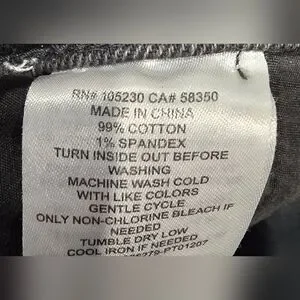 RN# 105230 CA# 58350
MADE IN CHINA
99% COTTON
1% SPANDEX
TURN INSIDE OUT BEFORE
WASHING
MACHINE WASH COLD
WITH LIKE COLORS
GENTLE CYCLE
ONLY NON-CHLORINE BLEACH IF
NEEDED
TUMBLE DRY LOW
COOL IRON IF NEEDED